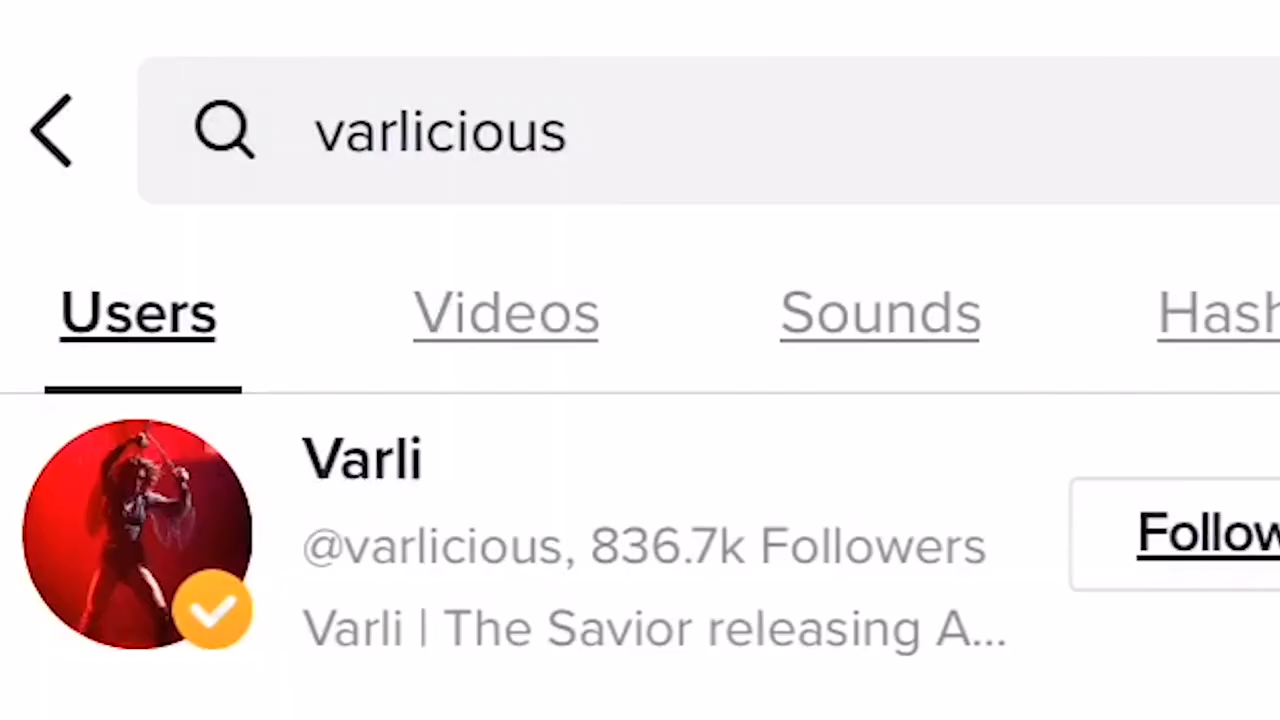 varlicious
Users Videos Sounds Hash
Varli
@varlicious, 836.7k Followers
Follow
Varli | The Savior releasing A...